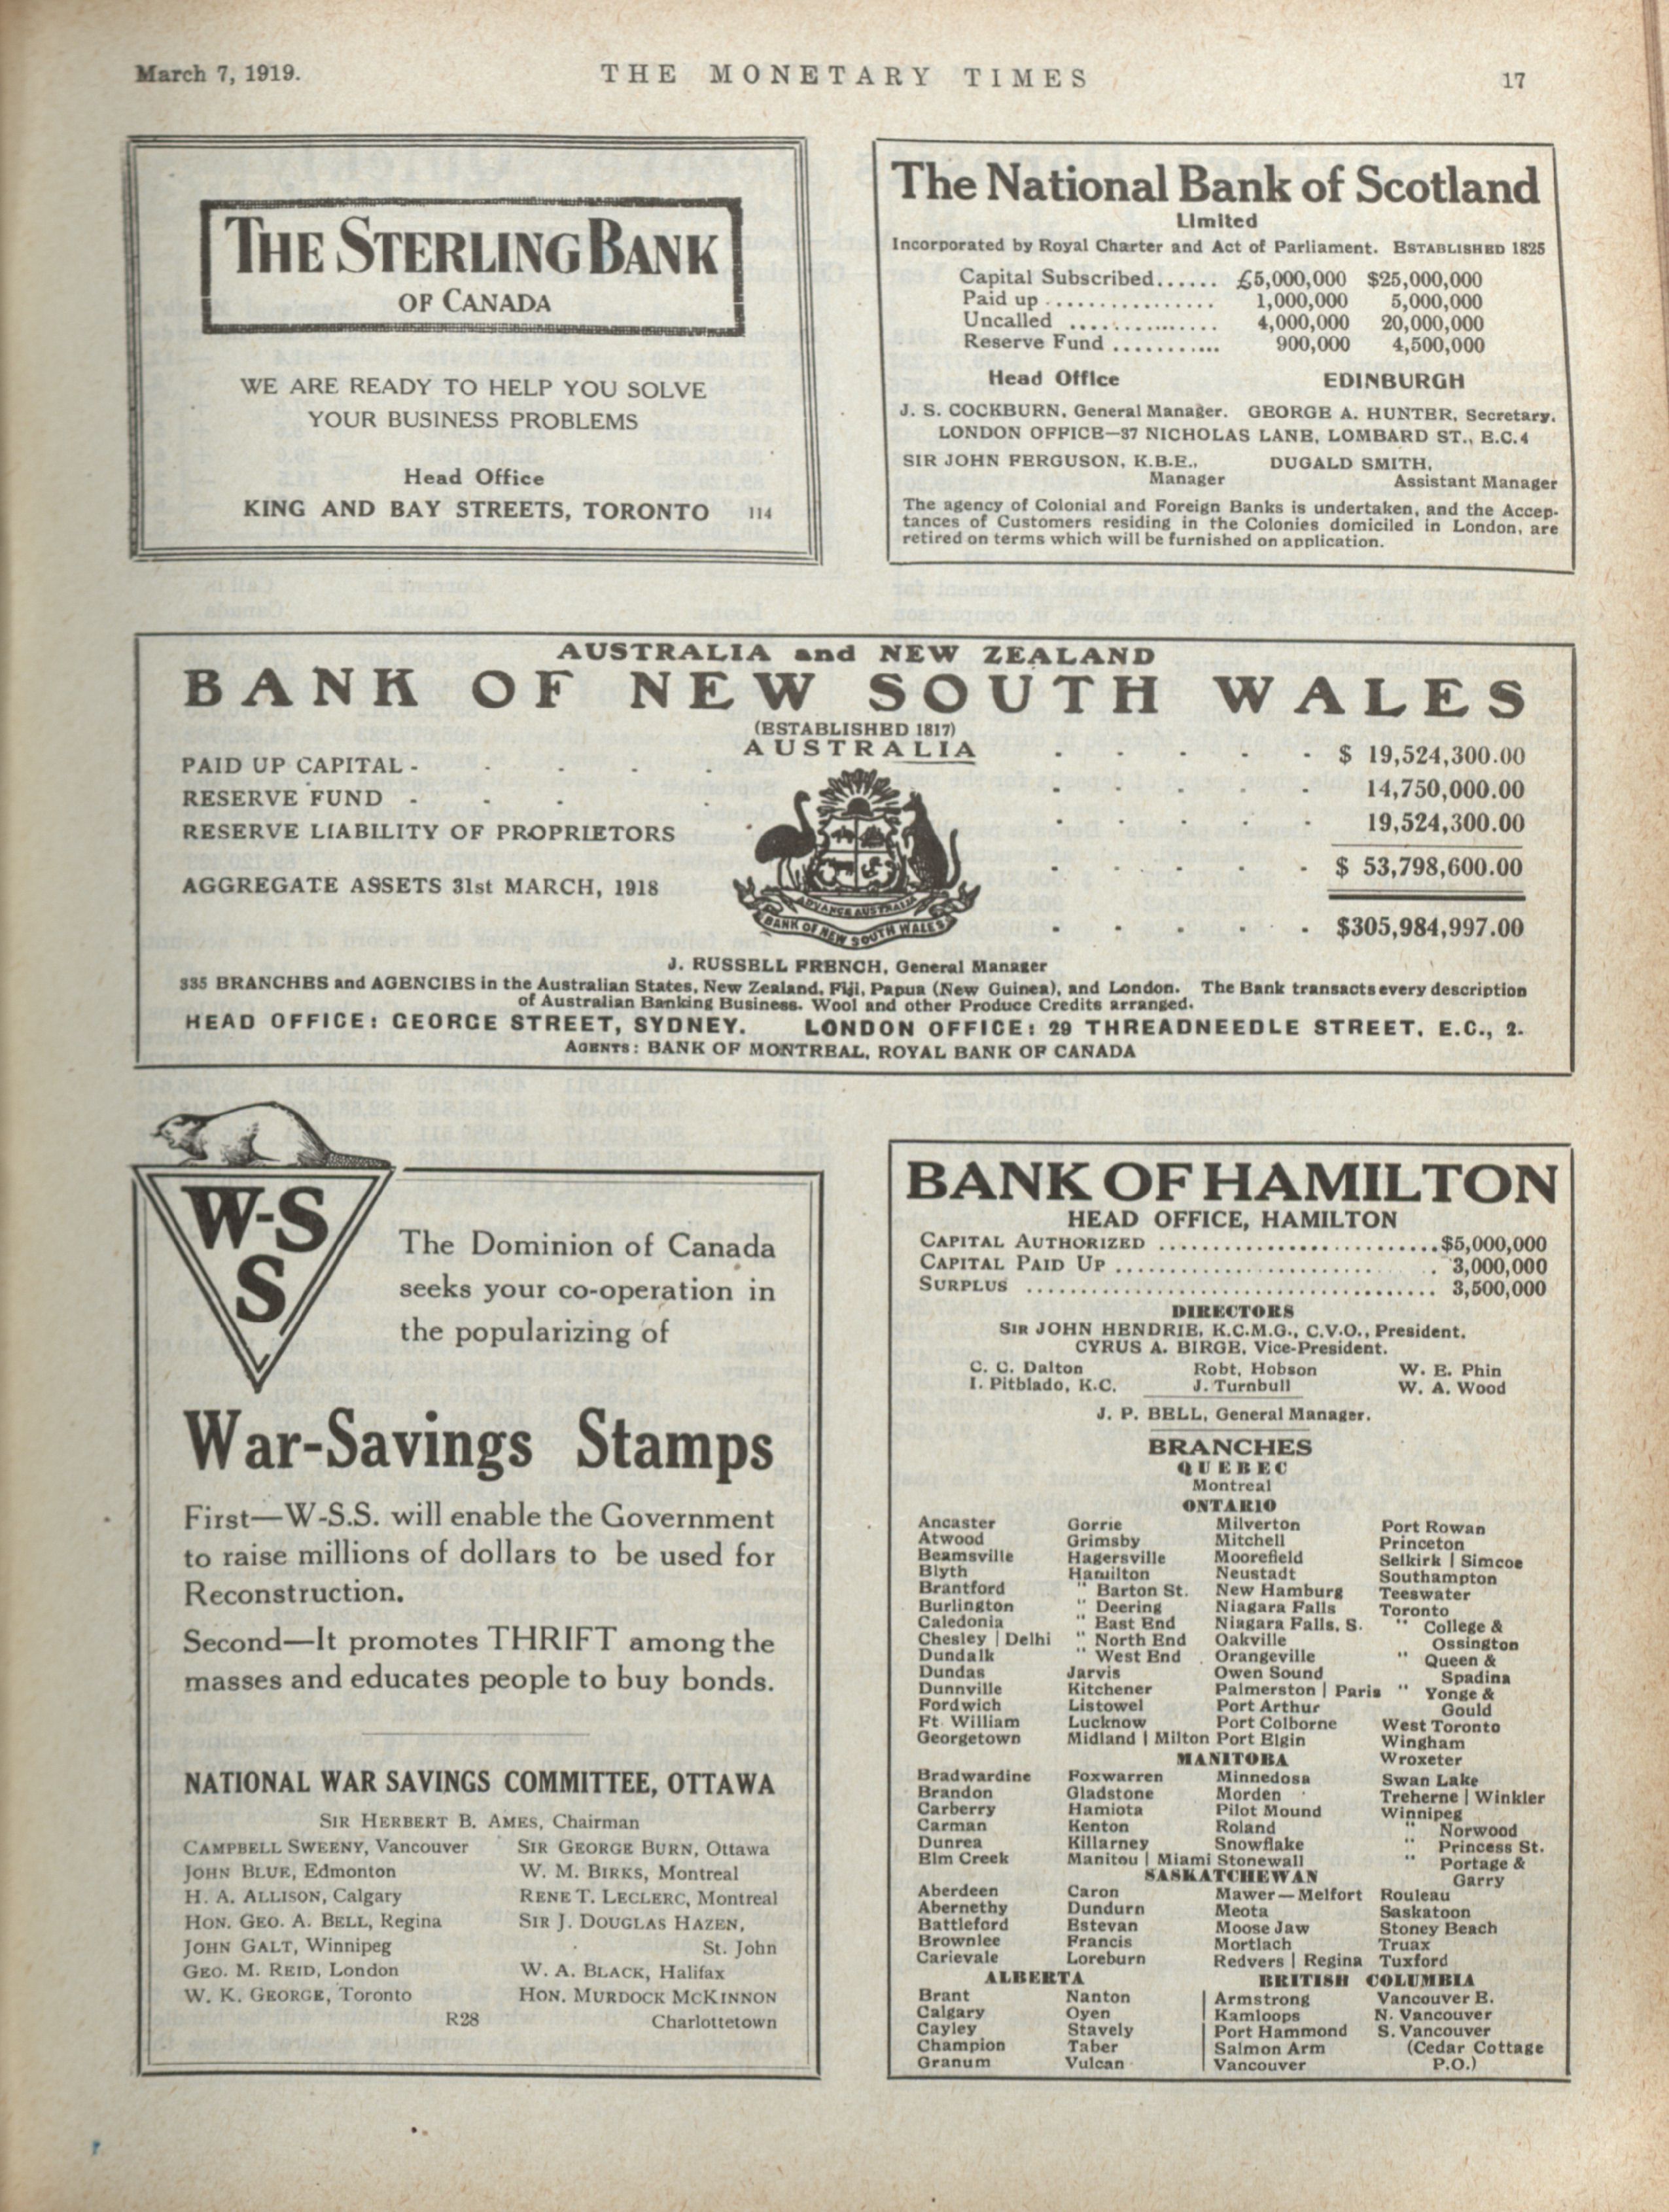 March 7, 1919.
THE MONETARY TIMES
17
THE STERLING BANK
OF CANADA
WE ARE READY TO HELP YOU SOLVE
YOUR BUSINESS PROBLEMS
Head Office
KING AND BAY STREETS, TORONTO 114
The National Bank of Scotland
Limited
Incorporated by Royal Charter and Act of Parliament. ESTABLISHED 1825
Capital Subscribed...... £5,000,000 $25,000,000
Paid up ................ 1,000,000 5,000,000
Uncalled ............... 4,000,000 20,000,000
Reserve Fund ........... 900,000 4,500,000
Head Office EDINBURGH
J. S. COCKBURN, General Manager. GEORGE A. HUNTER, Secretary.
LONDON OFFICE—37 NICHOLAS LANE, LOMBARD ST., E.C.4
SIR JOHN FERGUSON, K.B.E., DUGALD SMITH,
Manager Assistant Manager
The agency of Colonial and Foreign Banks is undertaken, and the Accep-
tances of Customers residing in the Colonies domiciled in London, are
retired on terms which will be furnished on application.
AUSTRALIA and NEW ZEALAND
BANK OF NEW SOUTH WALES
(ESTABLISHED 1817)
AUSTRALIA
PAID UP CAPITAL - - - - - - - - - - $ 19,524,300.00
RESERVE FUND - - - - - - - - - - 14,750,000.00
RESERVE LIABILITY OF PROPRIETORS - - - - - - 19,524,300.00
- - - - - $ 53,798,600.00
AGGREGATE ASSETS 31st MARCH, 1918 - - - - - $305,984,997.00
ADVANCE AUSTRALIA
BANK OF NEW SOUTH WALES
J. RUSSELL FRENCH, General Manager
335 BRANCHES and AGENCIES in the Australian States, New Zealand, Fiji, Papua (New Guinea), and London. The Bank transacts every description
of Australian Banking Business. Wool and other Produce Credits arranged.
HEAD OFFICE: GEORGE STREET, SYDNEY. LONDON OFFICE: 29 THREADNEEDLE STREET, E.C., 2.
AGENTS: BANK OF MONTREAL, ROYAL BANK OF CANADA
W-S
S
The Dominion of Canada
seeks your co-operation in
the popularizing of
War-Savings Stamps
First—W-S.S. will enable the Government
to raise millions of dollars to be used for
Reconstruction.
Second—It promotes THRIFT among the
masses and educates people to buy bonds.
NATIONAL WAR SAVINGS COMMITTEE, OTTAWA
SIR HERBERT B. AMES, Chairman
CAMPBELL SWEENY, Vancouver SIR GEORGE BURN, Ottawa
JOHN BLUE, Edmonton W. M. BIRKS, Montreal
H. A. ALLISON, Calgary RENE T. LECLERC, Montreal
HON. GEO. A. BELL, Regina SIR J. DOUGLAS HAZEN,
JOHN GALT, Winnipeg St. John
GEO. M. REID, London W. A. BLACK, Halifax
W. K. GEORGE, Toronto HON. MURDOCK MCKINNON
R28 Charlottetown
BANK OF HAMILTON
HEAD OFFICE, HAMILTON
CAPITAL AUTHORIZED ..........................$5,000,000
CAPITAL PAID UP ............................. 3,000,000
SURPLUS ...................................... 3,500,000
DIRECTORS
SIR JOHN HENDRIE, K.C.M.G., C.V.O., President.
CYRUS A. BIRGE, Vice-President.
C. C. Dalton Robt. Hobson W. E. Phin
I. Pitblado, K.C. J. Turnbull W. A. Wood
J. P. BELL, General Manager.
BRANCHES
QUEBEC
Montreal
ONTARIO
Ancaster Gorrie Milverton Port Rowan
Atwood Grimsby Mitchell Princeton
Beamsville Hagersville Moorefield Selkirk | Simcoe
Blyth Hamilton Neustadt Southampton
Brantford " Barton St. New Hamburg Teeswater
Burlington " Deering Niagara Falls Toronto
Caledonia " East End Niagara Falls, S. " College &
Chesley | Delhi " North End Oakville Ossington
Dundalk " West End Orangeville " Queen &
Dundas Jarvis Owen Sound Spadina
Dunnville Kitchener Palmerston | Paris " Yonge &
Fordwich Listowel Port Arthur Gould
Ft. William Lucknow Port Colborne West Toronto
Georgetown Midland | Milton Port Elgin Wingham
Wroxeter
MANITOBA
Bradwardine Foxwarren Minnedosa Swan Lake
Brandon Gladstone Morden Treherne | Winkler
Carberry Hamiota Pilot Mound Winnipeg
Carman Kenton Roland " Norwood
Dunrea Killarney Snowflake " Princess St.
Elm Creek Manitou | Miami Stonewall " Portage &
Garry
SASKATCHEWAN
Aberdeen Caron Mawer—Melfort Rouleau
Abernethy Dundurn Meota Saskatoon
Battleford Estevan Moose Jaw Stoney Beach
Brownlee Francis Mortlach Truax
Carievale Loreburn Redvers | Regina Tuxford
ALBERTA BRITISH COLUMBIA
Brant Nanton Armstrong Vancouver E.
Calgary Oyen Kamloops N. Vancouver
Cayley Stavely Port Hammond S. Vancouver
Champion Taber Salmon Arm (Cedar Cottage
Granum Vulcan Vancouver P.O.)